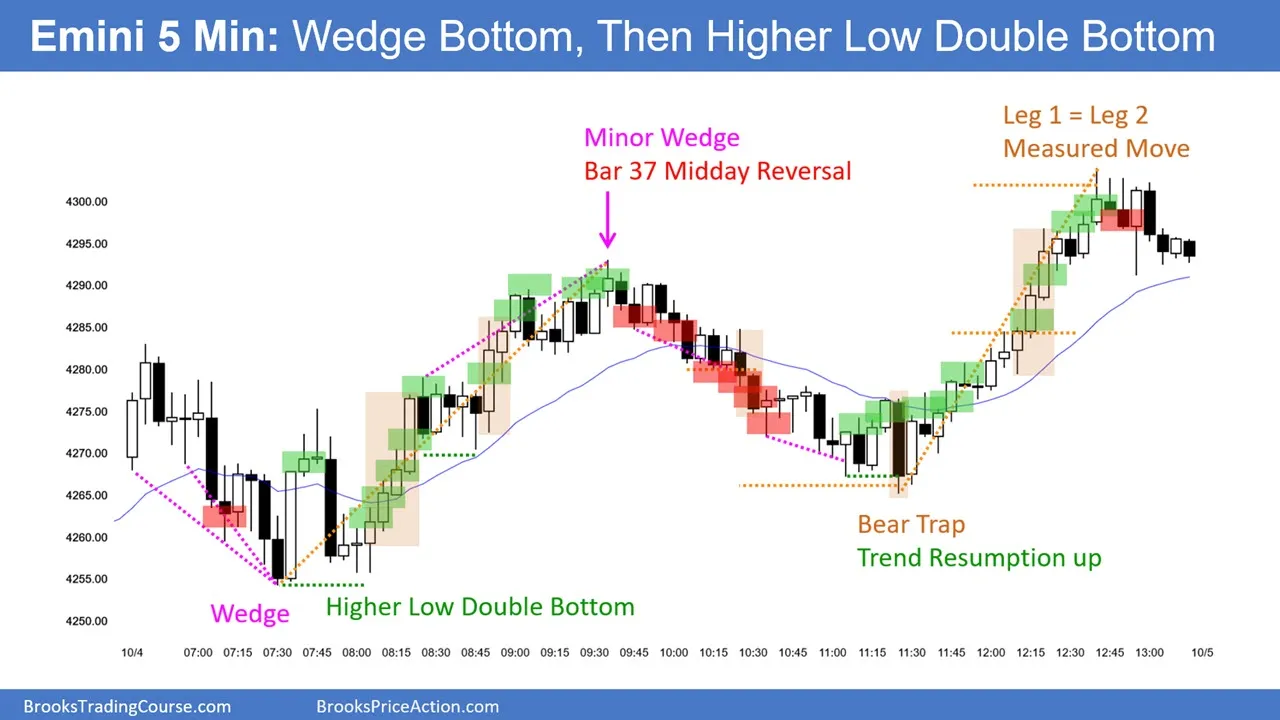 Emini 5 Min: Wedge Bottom, Then Higher Low Double Bottom
Leg 1 = Leg 2
Measured Move
Minor Wedge
Bar 37 Midday Reversal
4300.00
4295.00
4290.00
4285.00
4280.00
4275.00
4270.00
4265.00
4260.00
4255.00
4250.00
Bear Trap
Trend Resumption up
Wedge
Higher Low Double Bottom
10/4 07:00 07:15 07:30 07:45 08:00 08:15 08:30 08:45 09:00 09:15 09:30 09:45 10:00 10:15 10:30 10:45 11:00 11:15 11:30 11:45 12:00 12:15 12:30 12:45 13:00 10/5
BrooksTradingCourse.com BrooksPriceAction.com